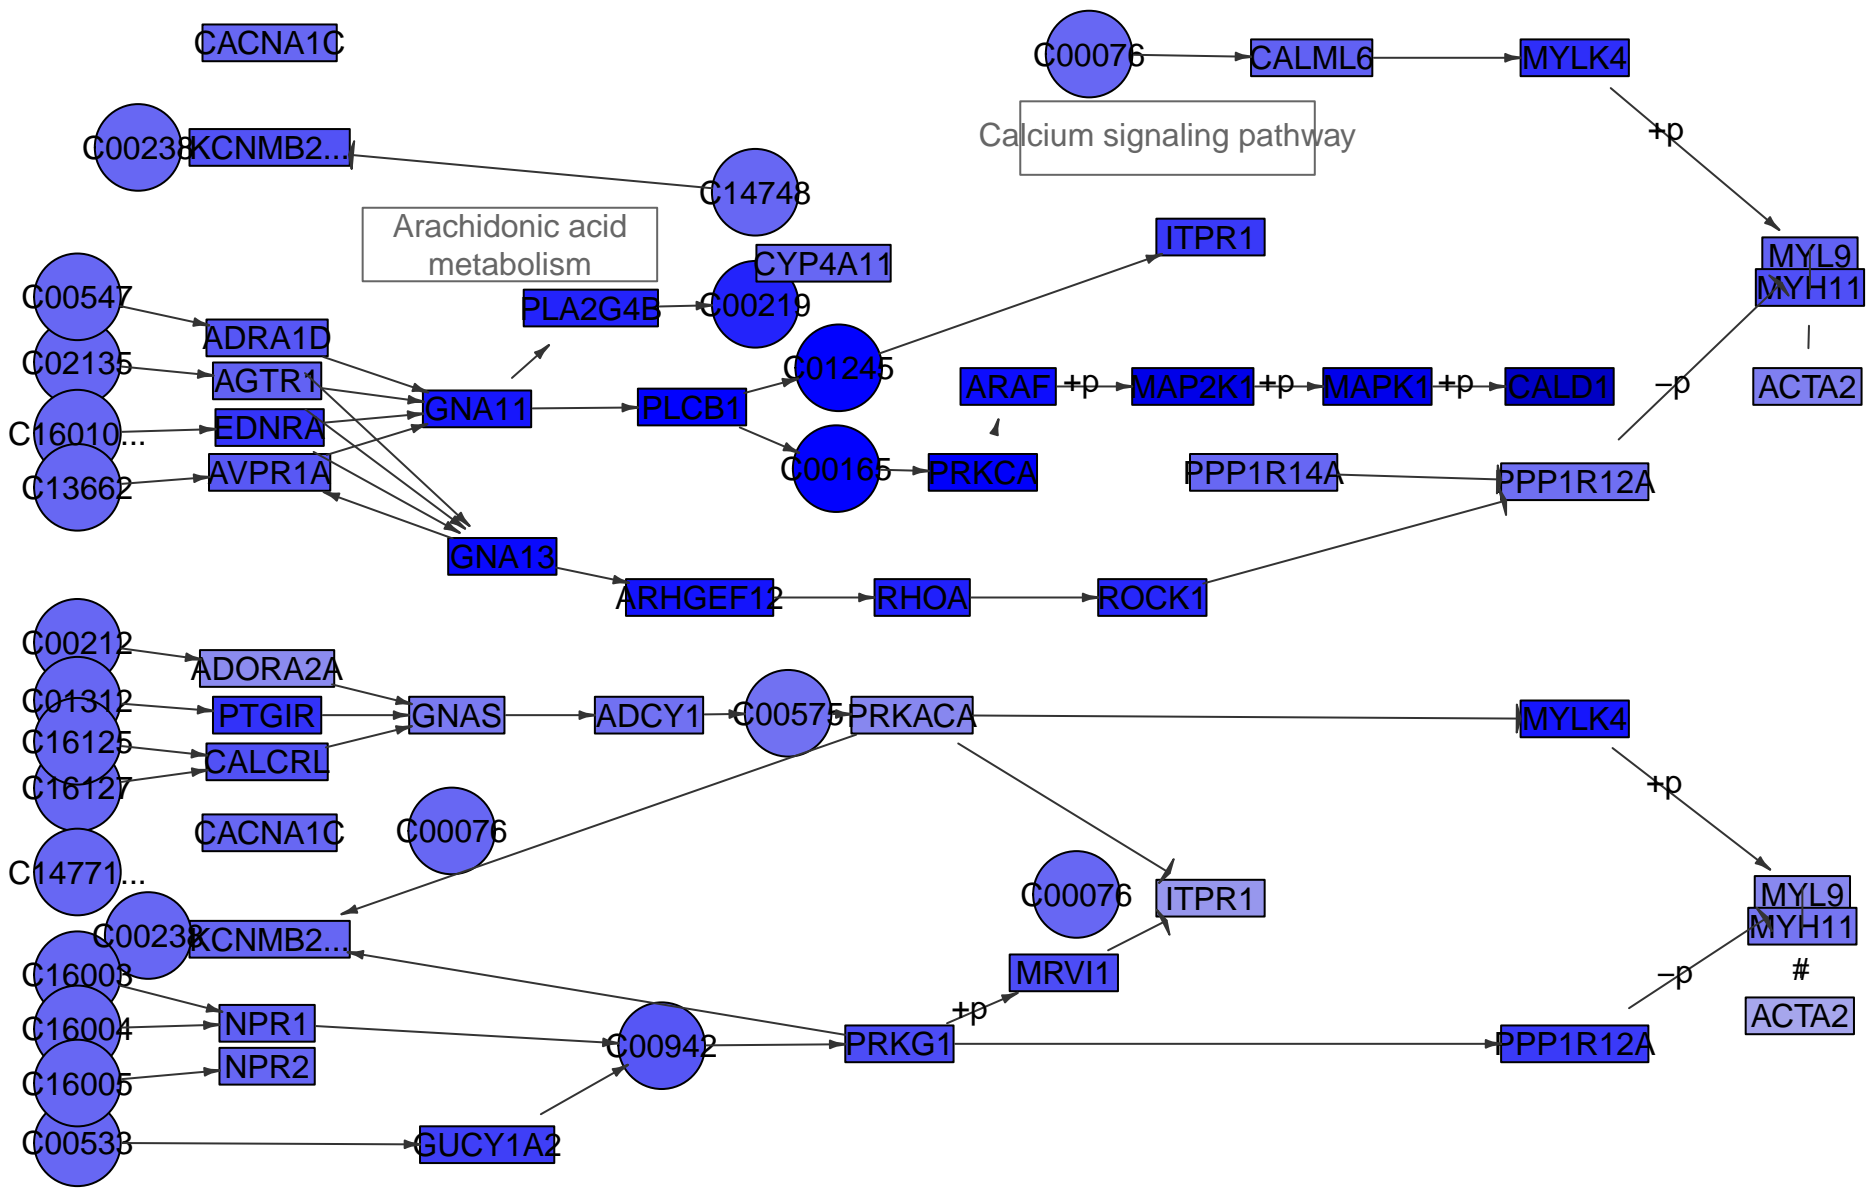 CACNA1C
C00076
CALML6
MYLK4
+p
Calcium signaling pathway
C00238
KCNMB2...
C14748
Arachidonic acid
metabolism
ITPR1
MYL9
MYH11
CYP4A11
C00547
PLA2G4B
C00219
ADRA1D
C02135
AGTR1
C01245
ARAF
+p
MAP2K1
+p
MAPK1
+p
CALD1
–p
ACTA2
GNA11
PLCB1
C16010...
EDNRA
C13662
AVPR1A
C00165
PRKCA
PPP1R14A
PPP1R12A
GNA13
ARHGEF12
RHOA
ROCK1
C00212
ADORA2A
C01312
PTGIR
GNAS
ADCY1
C00575
PRKACA
MYLK4
C16125
CALCRL
C16127
+p
CACNA1C
C00076
C14771...
C00076
ITPR1
MYL9
MYH11
C00238
KCNMB2...
C16003
MRVI1
–p
#
+p
C16004
NPR1
ACTA2
C00942
PRKG1
PPP1R12A
NPR2
C16005
C00533
GUCY1A2